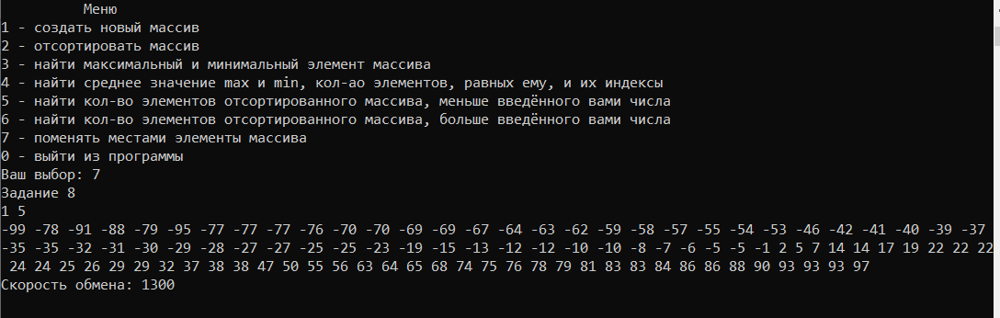 Меню
1 - создать новый массив
2 - отсортировать массив
3 - найти максимальный и минимальный элемент массива
4 - найти среднее значение max и min, кол-ао элементов, равных ему, и их индексы
5 - найти кол-во элементов отсортированного массива, меньше введённого вами числа
6 - найти кол-во элементов отсортированного массива, больше введённого вами числа
7 - поменять местами элементы массива
0 - выйти из программы
Ваш выбор: 7
Задание 8
1 5
-99 -78 -91 -88 -79 -95 -77 -77 -77 -76 -70 -70 -69 -69 -67 -64 -63 -62 -59 -58 -57 -55 -54 -53 -46 -42 -41 -40 -39 -37
-35 -35 -32 -31 -30 -29 -28 -27 -27 -25 -25 -23 -19 -15 -13 -12 -12 -10 -10 -8 -7 -6 -5 -5 -1 2 5 7 14 14 17 19 22 22 22
24 24 25 26 29 29 32 37 38 38 47 50 55 56 63 64 65 68 74 75 76 78 79 81 83 83 84 86 86 88 90 93 93 93 97
Скорость обмена: 1300